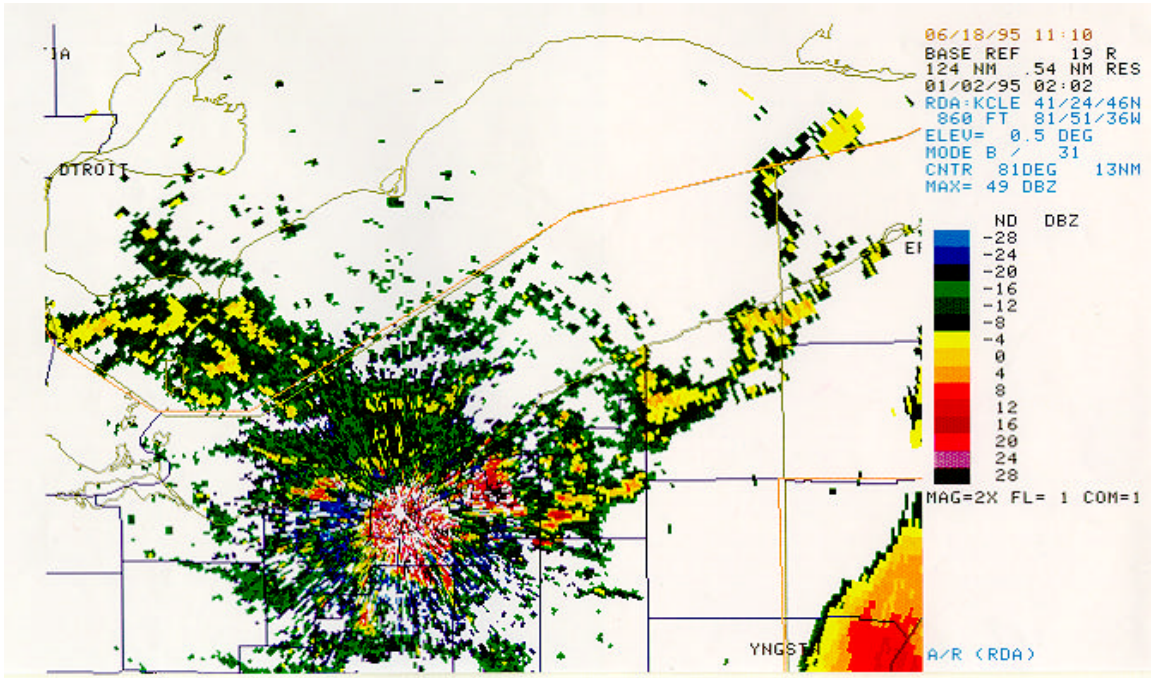 IA
DTROIT
ER
YNGST
06/18/95 11:10
BASE REF 19 R
124 NM .54 NM RES
01/02/95 02:02
RDA:KCLE 41/24/46N
860 FT 81/51/36W
ELEV= 0.5 DEG
MODE B / 31
CNTR 81DEG 13NM
MAX= 49 DBZ
ND DBZ
-28
-24
-20
-16
-12
-8
-4
0
4
8
12
16
20
24
28
MAG=2X FL= 1 COM=1
A/R (RDA)